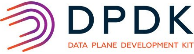 DPDK
DATA PLANE DEVELOPMENT KIT